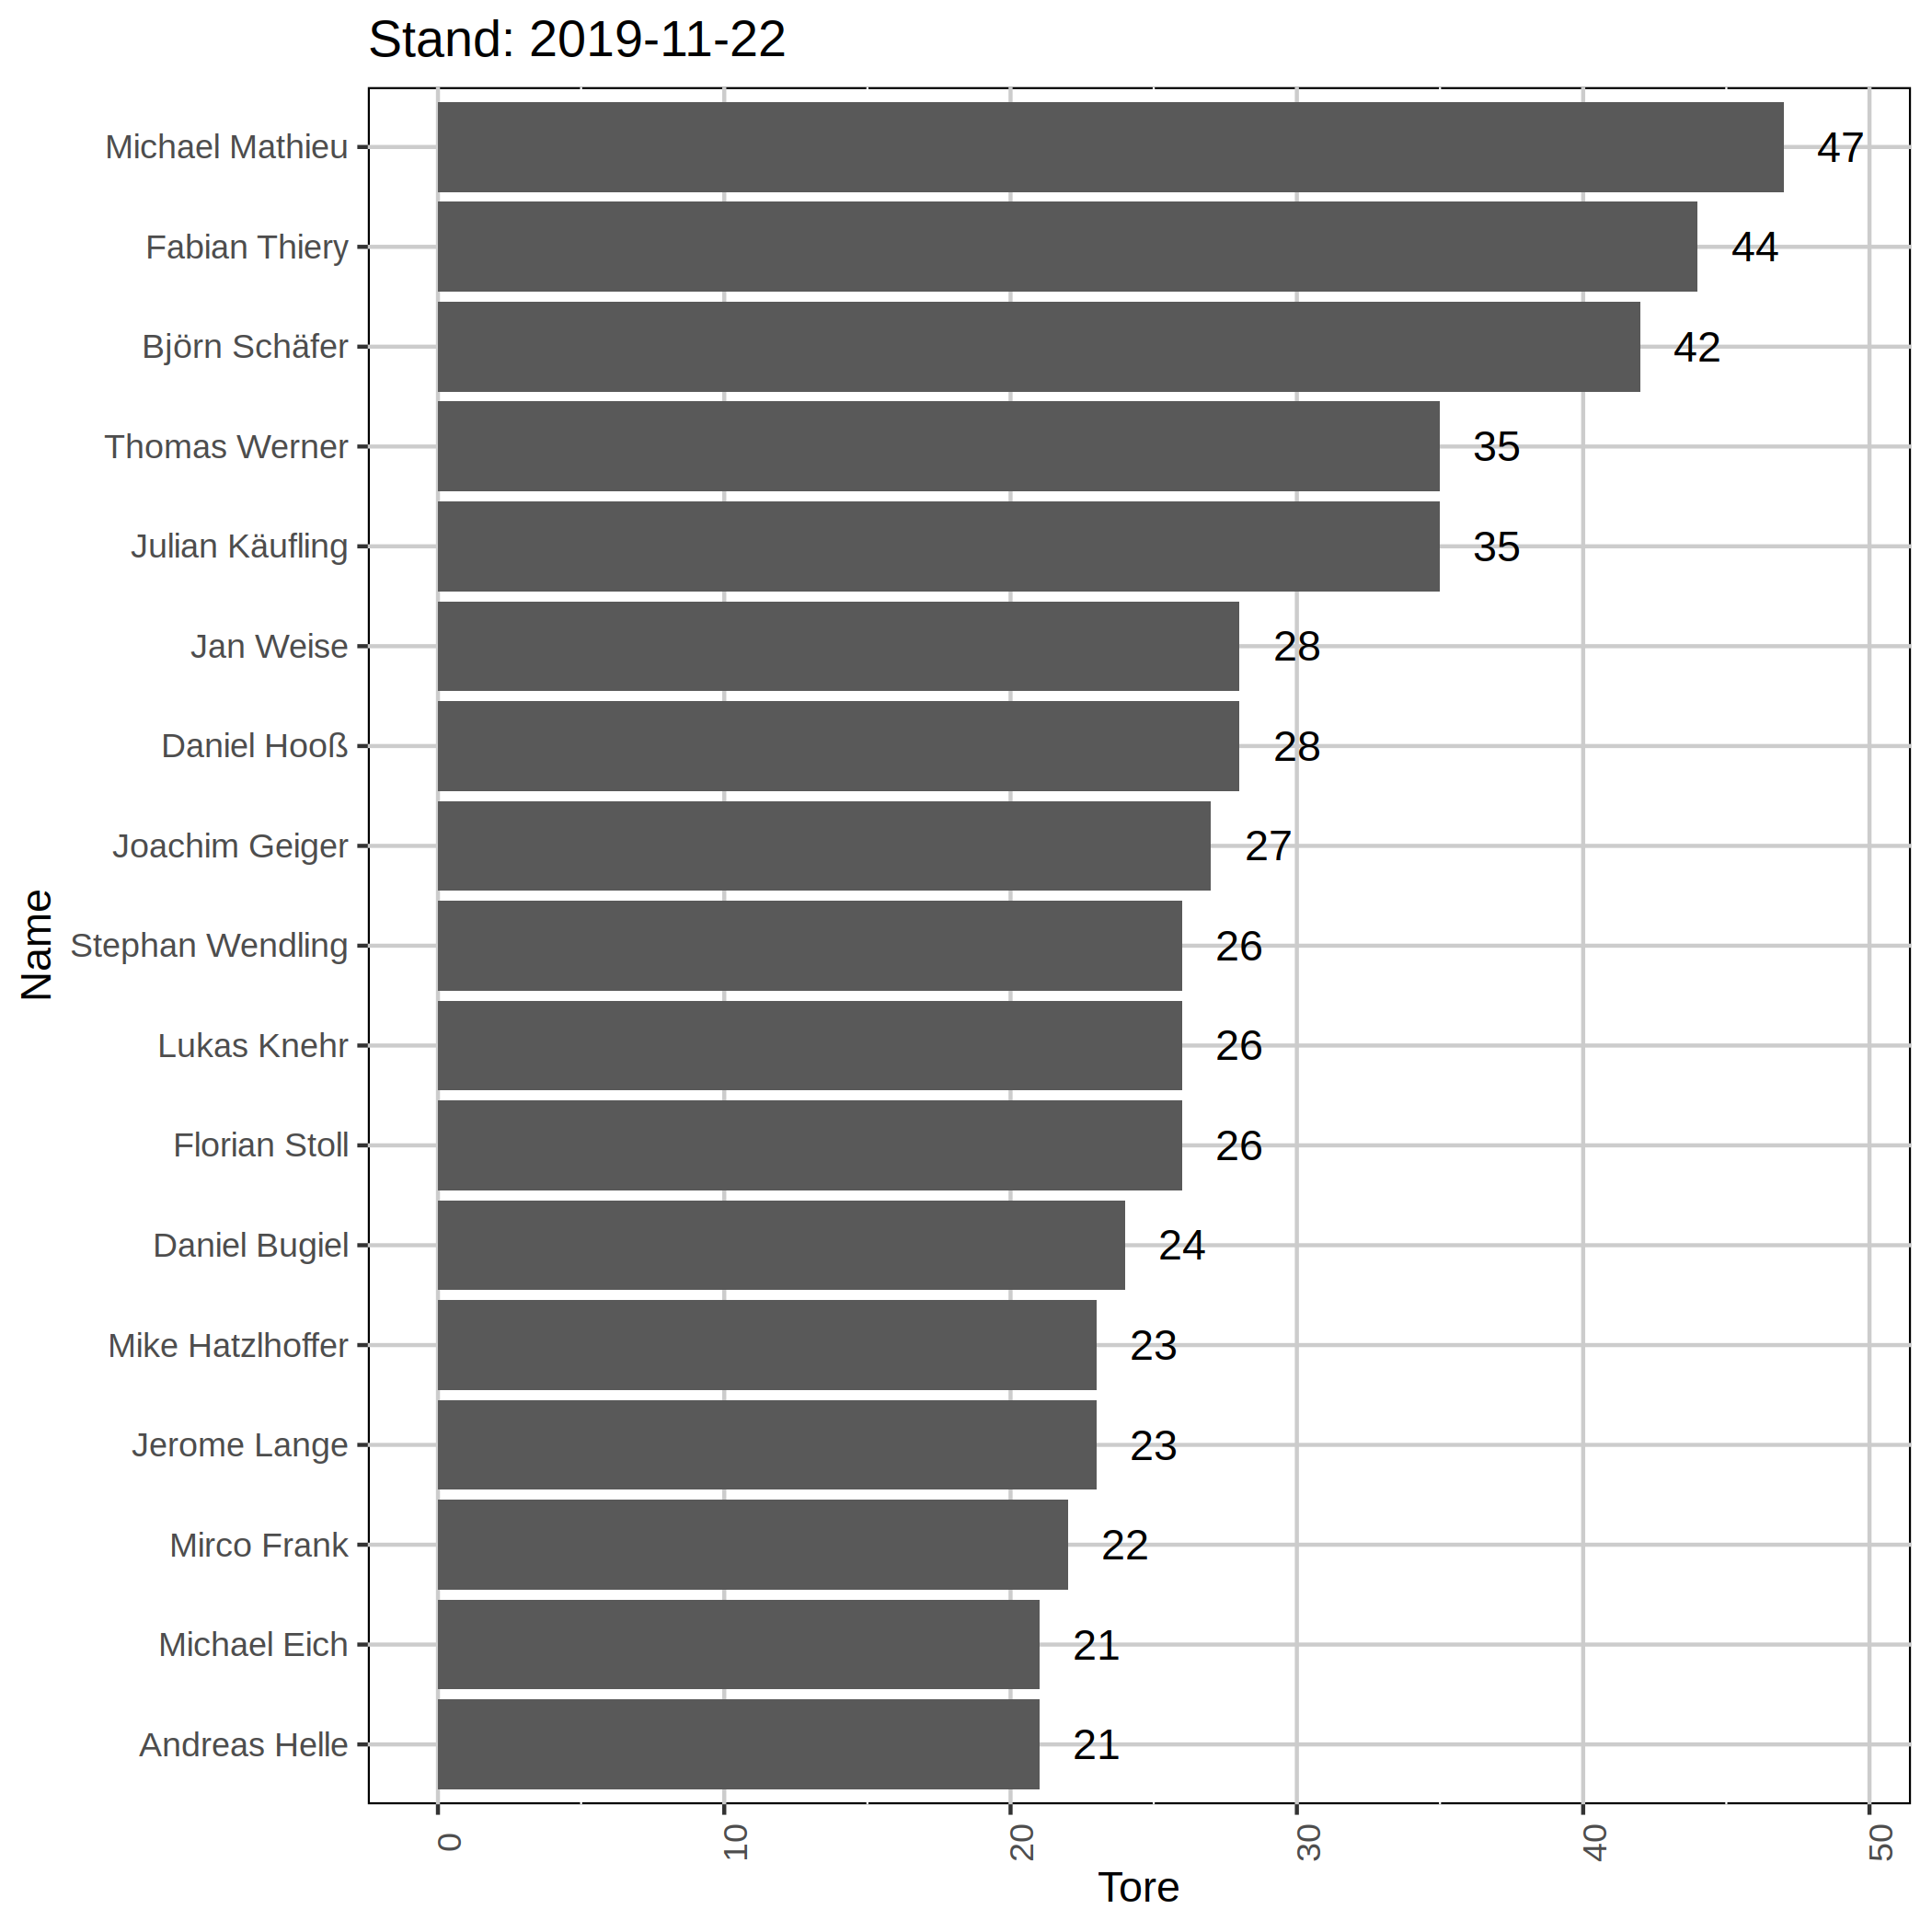 Stand: 2019-11-22
Michael Mathieu 47
Fabian Thiery 44
Björn Schäfer 42
Thomas Werner 35
Julian Käufling 35
Jan Weise 28
Daniel Hooß 28
Joachim Geiger 27
Stephan Wendling 26
Lukas Knehr 26
Florian Stoll 26
Daniel Bugiel 24
Mike Hatzlhoffer 23
Jerome Lange 23
Mirco Frank 22
Michael Eich 21
Andreas Helle 21
Name
0 10 20 30 40 50
Tore